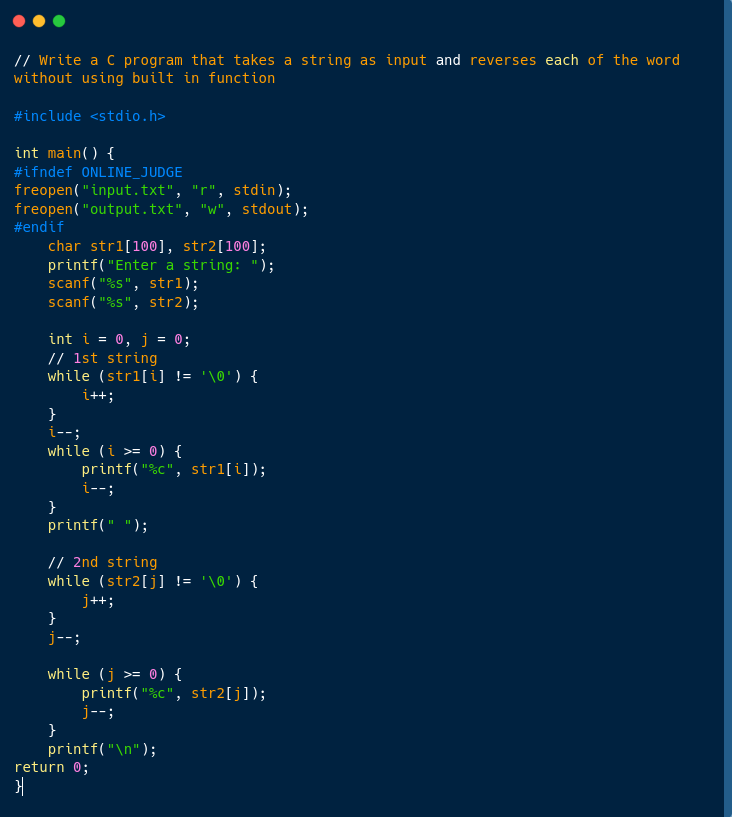 // Write a C program that takes a string as input and reverses each of the word
without using built in function

#include <stdio.h>

int main() {
#ifndef ONLINE_JUDGE
freopen("input.txt", "r", stdin);
freopen("output.txt", "w", stdout);
#endif
    char str1[100], str2[100];
    printf("Enter a string: ");
    scanf("%s", str1);
    scanf("%s", str2);

    int i = 0, j = 0;
    // 1st string
    while (str1[i] != '\0') {
        i++;
    }
    i--;
    while (i >= 0) {
        printf("%c", str1[i]);
        i--;
    }
    printf(" ");

    // 2nd string
    while (str2[j] != '\0') {
        j++;
    }
    j--;

    while (j >= 0) {
        printf("%c", str2[j]);
        j--;
    }
    printf("\n");
return 0;
}